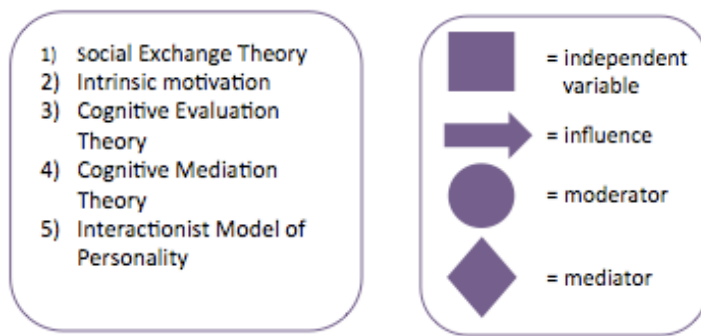 1) Social Exchange Theory
2) Intrinsic motivation
3) Cognitive Evaluation
Theory
4) Cognitive Mediation
Theory
5) Interactionist Model of
Personality
= independent
variable
= influence
= moderator
= mediator